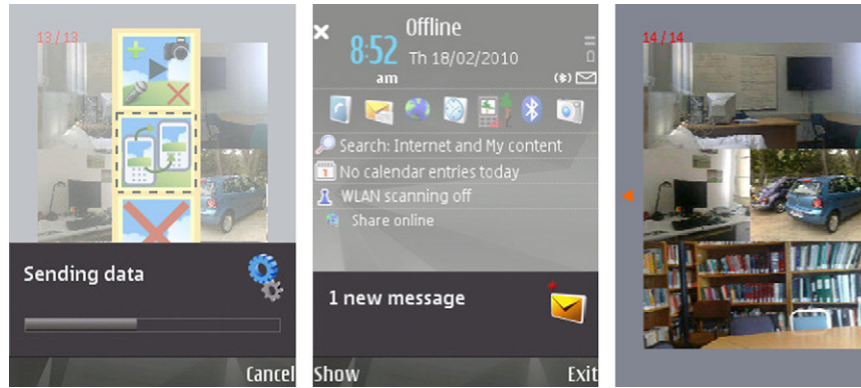 13 / 13
Sending data
Cancel
Offline
8:52 am
Th 18/02/2010
Search: Internet and My content
1 No calendar entries today
WLAN scanning off
Share online
1 new message
Show
Exit
14 / 14